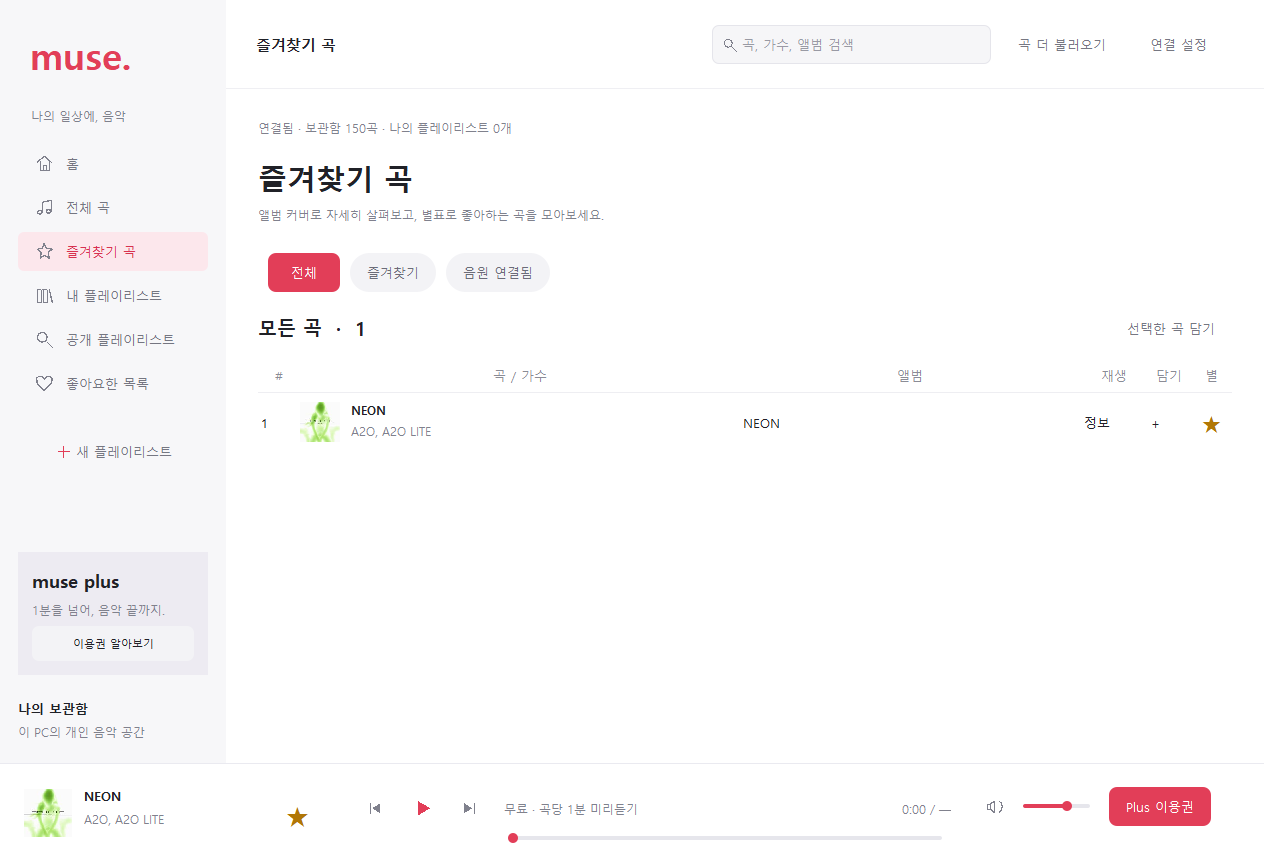 muse.
나의 일상에, 음악
홈
전체 곡
즐겨찾기 곡
내 플레이리스트
공개 플레이리스트
좋아요한 목록
+ 새 플레이리스트
muse plus
1분을 넘어, 음악 끝까지.
이용권 알아보기
나의 보관함
이 PC의 개인 음악 공간
즐겨찾기 곡
곡, 가수, 앨범 검색
곡 더 불러오기
연결 설정
연결됨 · 보관함 150곡 · 나의 플레이리스트 0개
즐겨찾기 곡
앨범 커버로 자세히 살펴보고, 별표로 좋아하는 곡을 모아보세요.
전체 즐겨찾기 음원 연결됨
모든 곡 · 1
선택한 곡 담기
# 곡 / 가수 앨범 재생 담기 별
1 NEON NEON 정보 + ★
A2O, A2O LITE
NEON
A2O, A2O LITE
★
무료 · 곡당 1분 미리듣기
0:00 / —
Plus 이용권